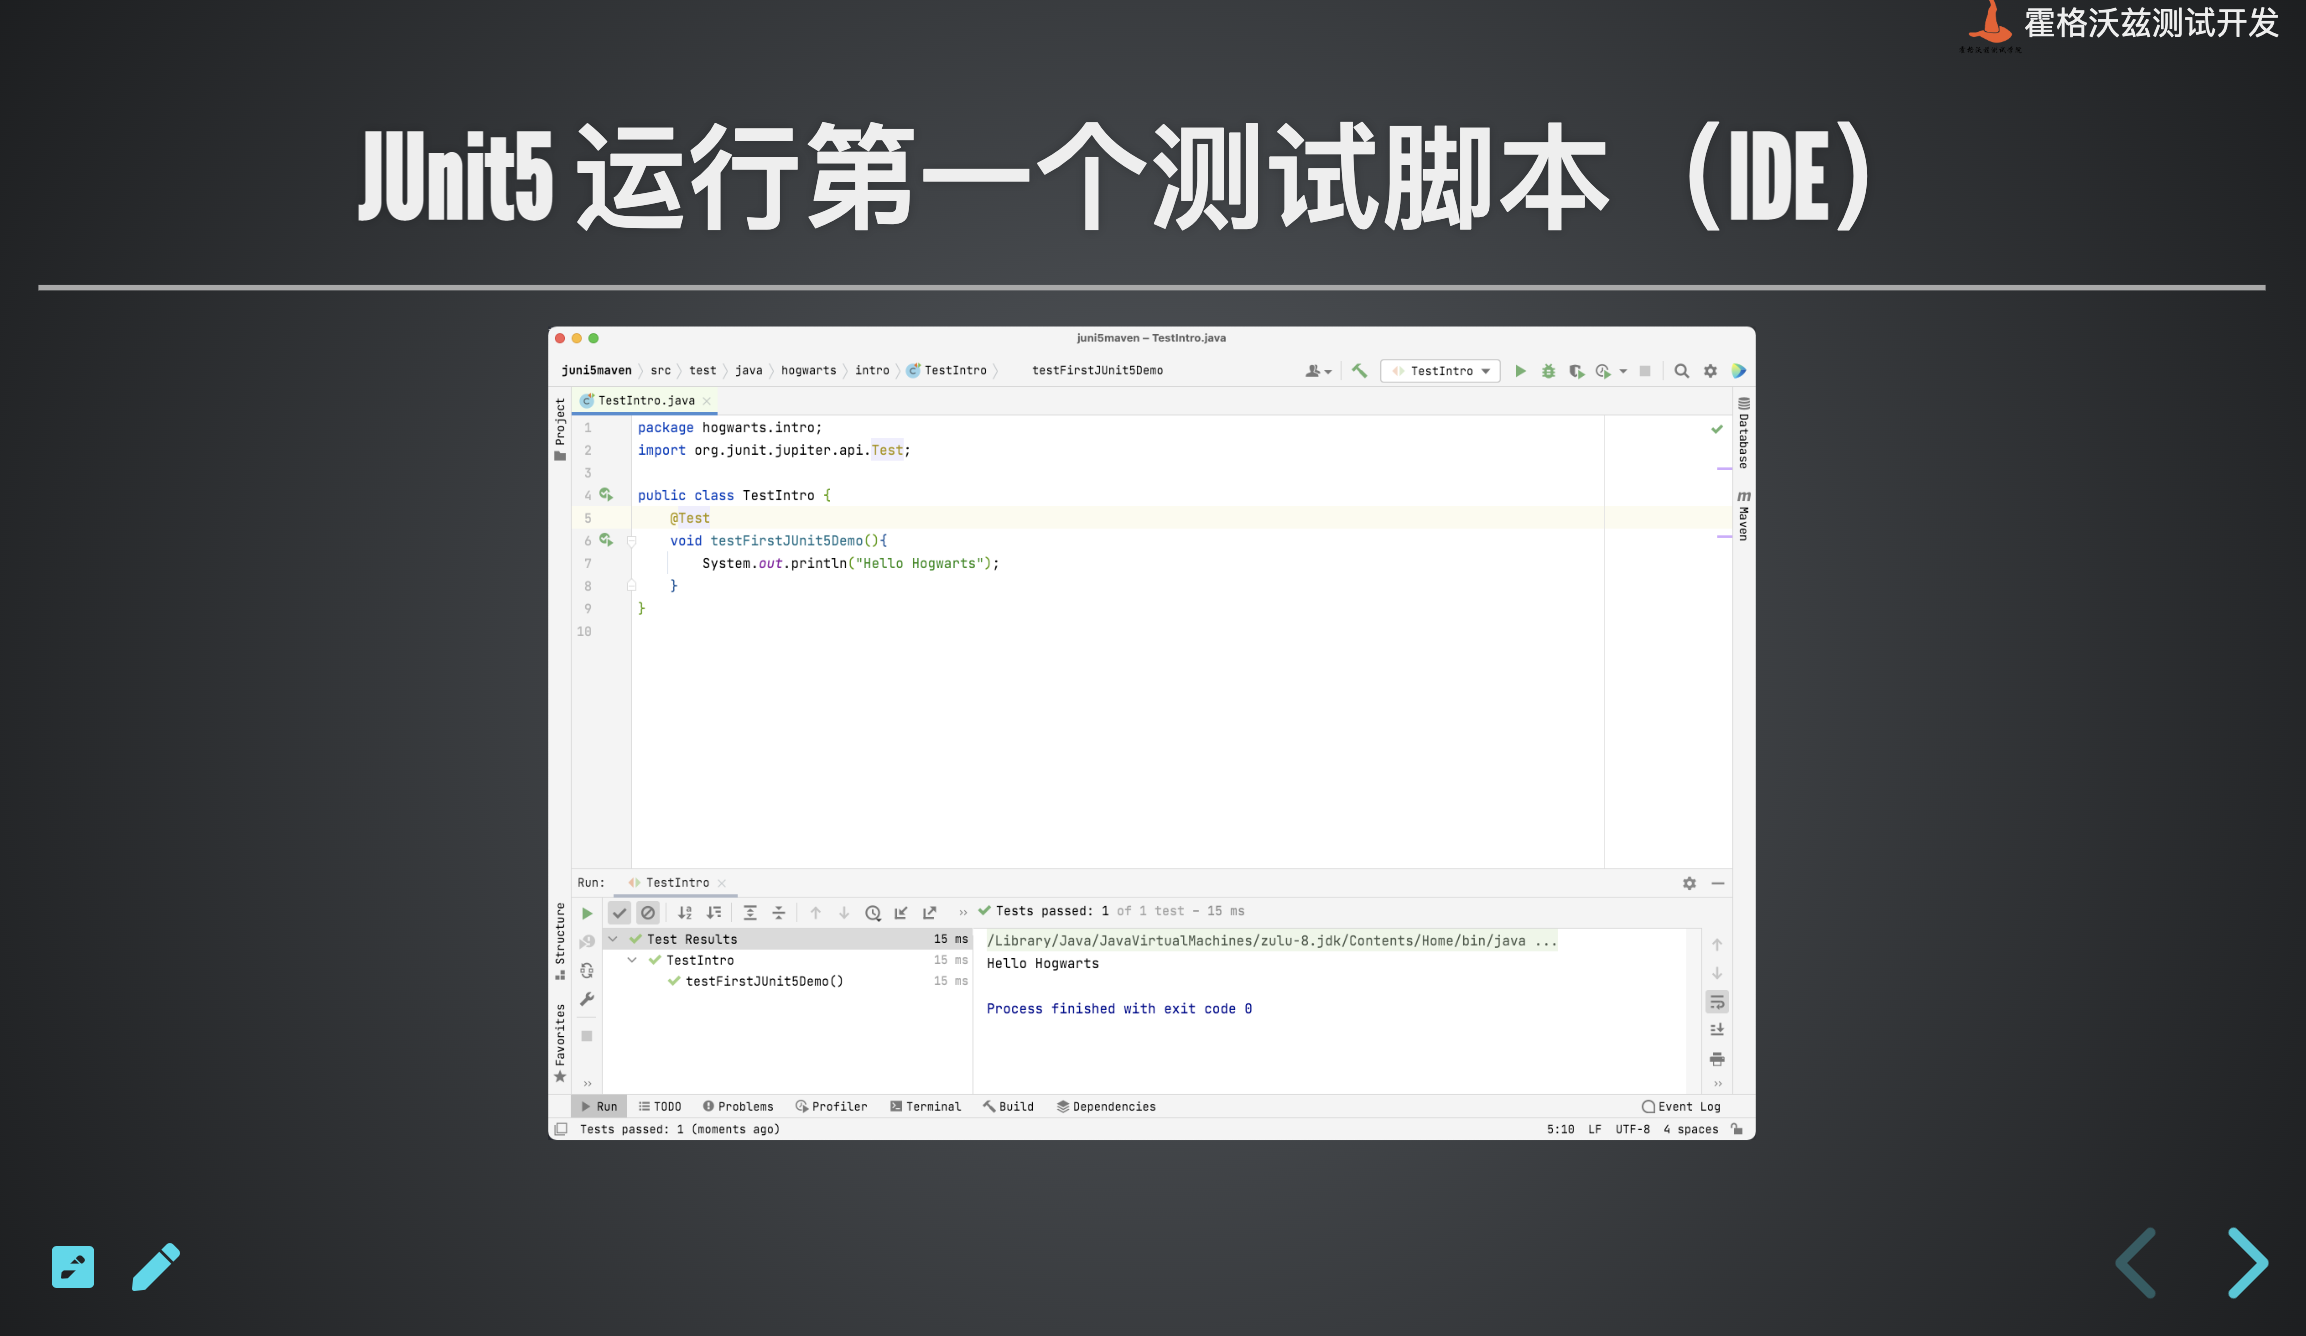 霍格沃兹测试开发
JUnit5 运行第一个测试脚本（IDE）
juni5maven – TestIntro.java
juni5maven src test java hogwarts intro TestIntro testFirstJUnit5Demo TestIntro
Project
TestIntro.java
Database
Maven
1 package hogwarts.intro;
2 import org.junit.jupiter.api.Test;
3
4 public class TestIntro {
5 @Test
6 void testFirstJUnit5Demo(){
7 System.out.println("Hello Hogwarts");
8 }
9 }
10
Run: TestIntro
Tests passed: 1 of 1 test – 15 ms
Structure
Favorites
Test Results 15 ms
TestIntro 15 ms
testFirstJUnit5Demo() 15 ms
/Library/Java/JavaVirtualMachines/zulu-8.jdk/Contents/Home/bin/java ...
Hello Hogwarts
Process finished with exit code 0
Run TODO Problems Profiler Terminal Build Dependencies Event Log
Tests passed: 1 (moments ago) 5:10 LF UTF-8 4 spaces